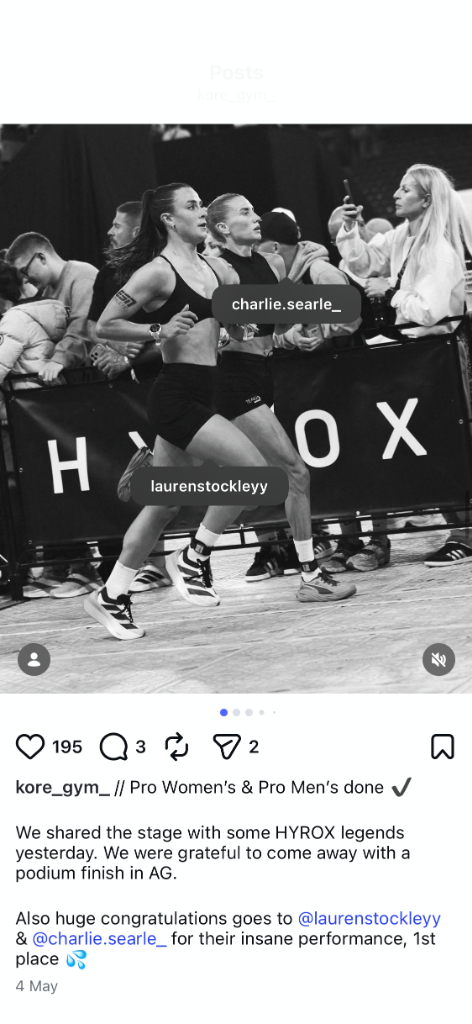 Posts
kore_gym_
charlie.searle_
HYROX
laurenstockleyy
195 3 2
kore_gym_ // Pro Women’s & Pro Men’s done ✔️
We shared the stage with some HYROX legends
yesterday. We were grateful to come away with a
podium finish in AG.
Also huge congratulations goes to @laurenstockleyy
& @charlie.searle_ for their insane performance, 1st
place 💦
4 May